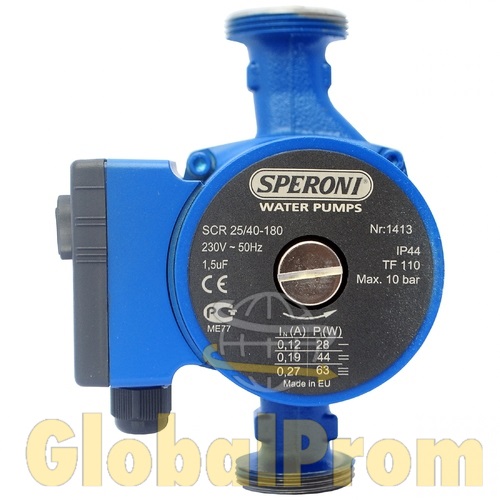 SPERONI
WATER PUMPS
SCR 25/40-180 Nr:1413
230V ~ 50Hz IP44
1,5uF TF 110
Max. 10 bar
CE
PC
ME77
I_N(A) P₁(W)
0,12 28 –
0,19 44 =
0,27 63 ≡
Made in EU
GlobalProm